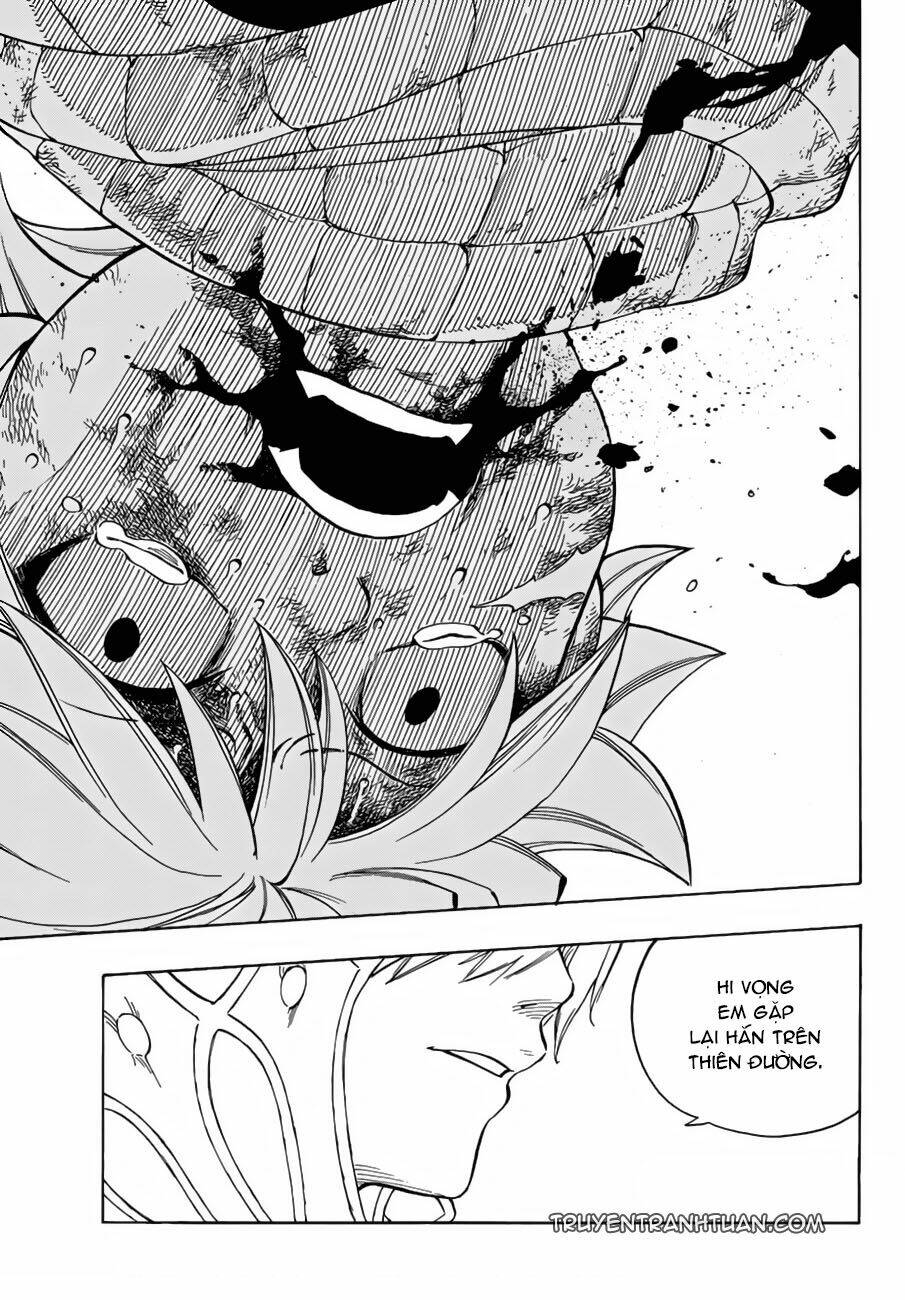 HI VỌNG
EM GẶP
LẠI HẮN TRÊN
THIÊN ĐƯỜNG.
TRUYENTRANHTUAN.COM